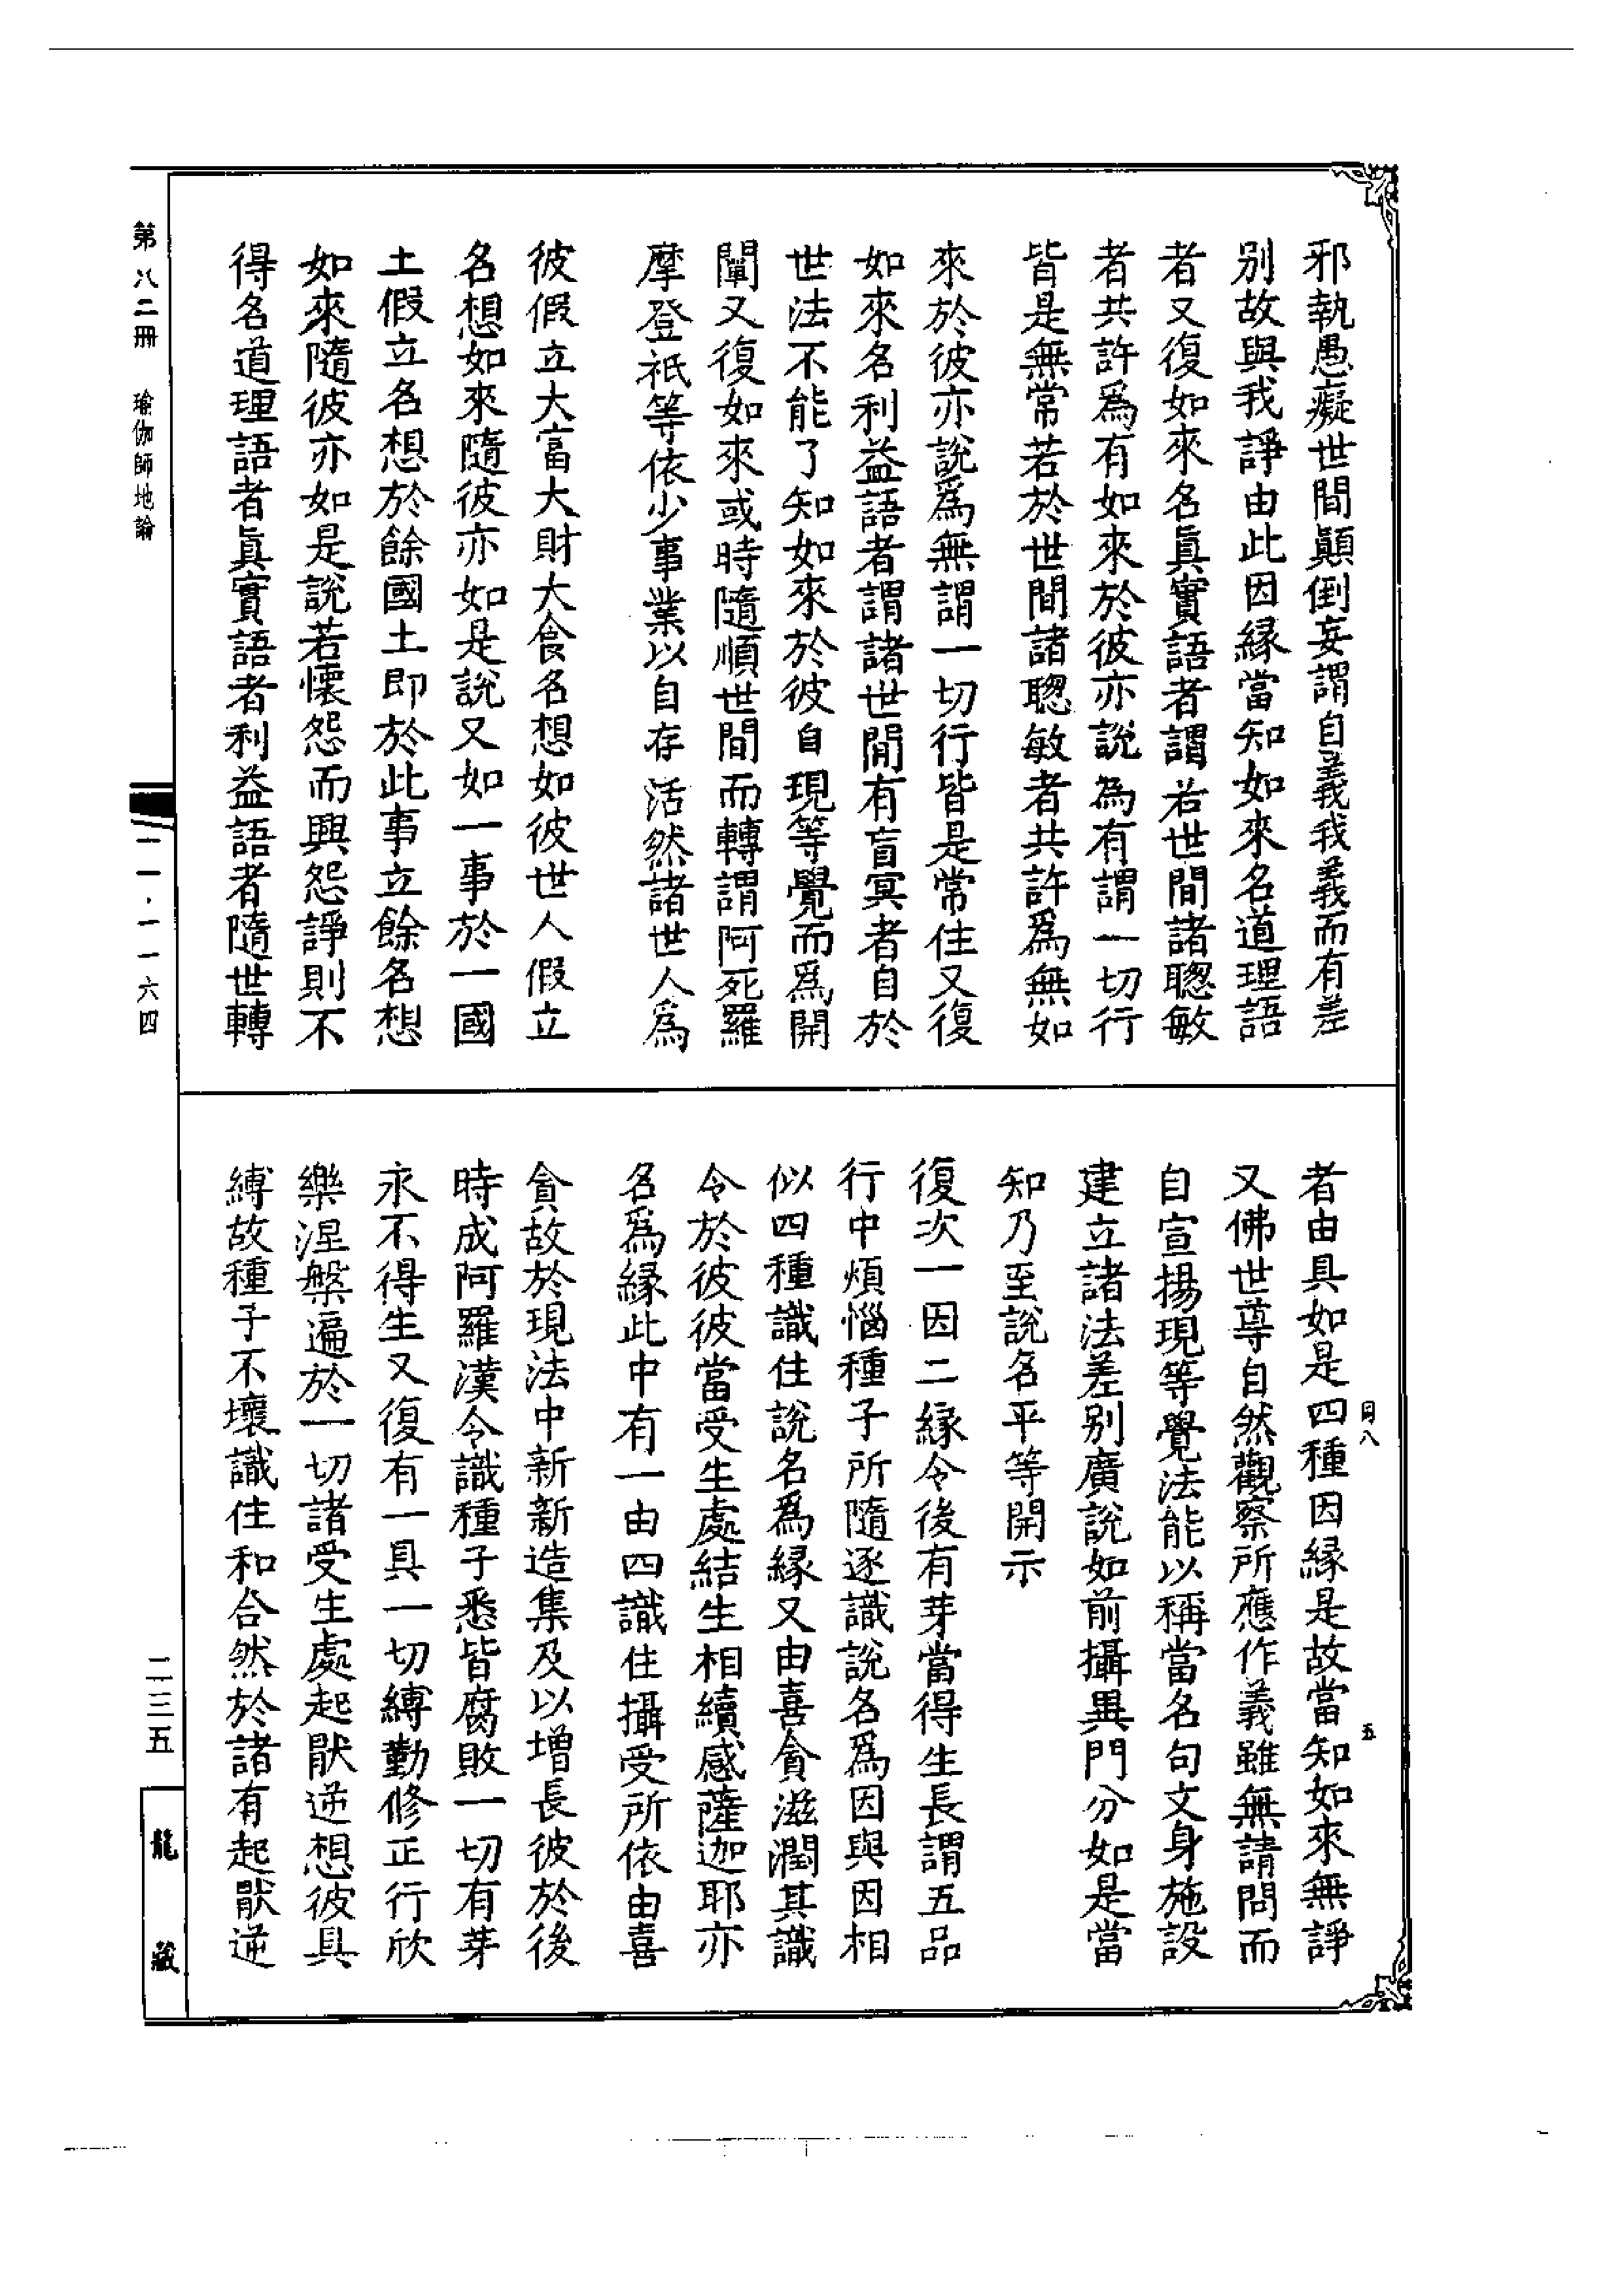 邪執愚癡世間顚倒妄謂自義我義而有差
别故與我諍由此因緣當知如來名道理語
者又復如來名眞實語者謂若世間諸聰敏
者共許爲有如來於彼亦說為有謂一切行
皆是無常若於世間諸聰敏者共許爲無如
來於彼亦說爲無謂一切行皆是常住又復
如來名利益語者謂諸世間有盲冥者自於
世法不能了知如來於彼自現等覺而爲開
闡又復如來或時隨順世間而轉謂阿死羅
摩登祇等依少事業以自存活然諸世人爲
彼假立大富大財大食名想如彼世人假立
名想如來隨彼亦如是說又如一事於一國
土假立名想於餘國土即於此事立餘名想
如來隨彼亦如是說若懷怨而興怨諍則不
得名道理語者眞實語者利益語者隨世轉
者由具如是四種因緣是故當知如來無諍
又佛世尊自然觀察所應作義雖無請問而
自宣揚現等覺法能以稱當名句文身施設
建立諸法差别廣說如前攝異門分如是當
知乃至說名平等開示
復次一因二緣令後有芽當得生長謂五品
行中煩惱種子所隨逐識說名爲因與因相
似四種識住說名爲緣又由喜貪滋潤其識
令於彼彼當受生處結生相續感薩迦耶亦
名爲緣此中有一由四識住攝受所依由喜
貪故於現法中新新造集及以增長彼於後
時成阿羅漢令識種子悉皆腐敗一切有芽
永不得生又復有一具一切縛勤修正行欣
樂涅槃遍於一切諸受生處起猒逆想彼具
縛故種子不壞識住和合然於諸有起猒逆
第八二冊　瑜伽師地論
一一·一一六四
二三五
龍藏
五